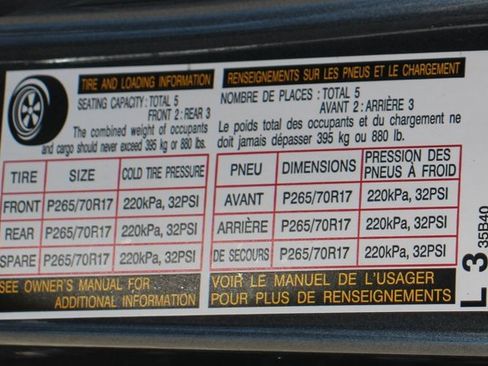 TIRE AND LOADING INFORMATION
SEATING CAPACITY: TOTAL 5
FRONT 2: REAR 3
The combined weight of occupants
and cargo should never exceed 395 kg or 880 lbs.
TIRE SIZE COLD TIRE PRESSURE
FRONT P265/70R17 220kPa, 32PSI
REAR P265/70R17 220kPa, 32PSI
SPARE P265/70R17 220kPa, 32PSI
SEE OWNER'S MANUAL FOR
ADDITIONAL INFORMATION
RENSEIGNEMENTS SUR LES PNEUS ET LE CHARGEMENT
NOMBRE DE PLACES: TOTAL 5
AVANT 2: ARRIÈRE 3
Le poids total des occupants et du chargement ne
doit jamais dépasser 395 kg ou 880 lb.
PNEU DIMENSIONS PRESSION DES
PNEUS À FROID
AVANT P265/70R17 220kPa, 32PSI
ARRIÈRE P265/70R17 220kPa, 32PSI
DE SECOURS P265/70R17 220kPa, 32PSI
VOIR LE MANUEL DE L'USAGER
POUR PLUS DE RENSEIGNEMENTS
L 3
35B40